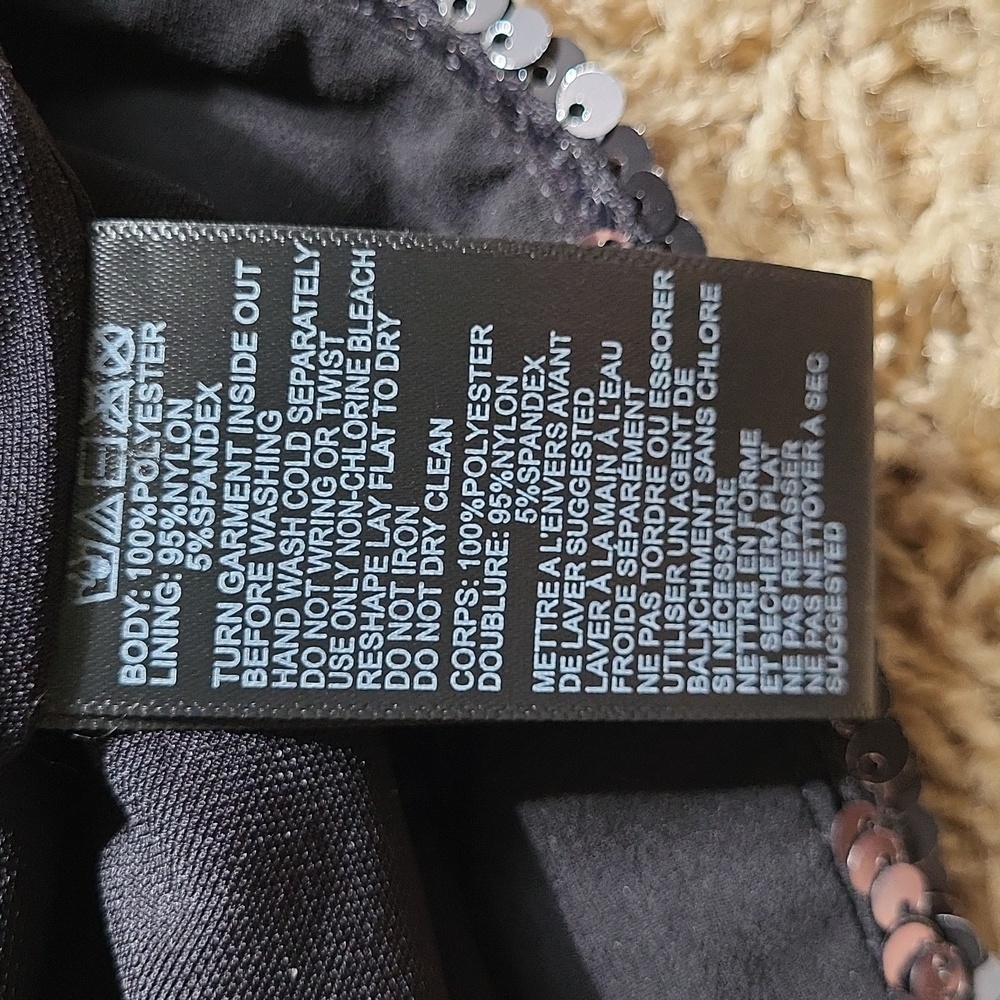 BODY: 100%POLYESTER
LINING: 95%NYLON
5%SPANDEX
TURN GARMENT INSIDE OUT
BEFORE WASHING
HAND WASH COLD SEPARATELY
DO NOT WRING OR TWIST
USE ONLY NON-CHLORINE BLEACH
RESHAPE LAY FLAT TO DRY
DO NOT IRON
DO NOT DRY CLEAN
CORPS: 100%POLYESTER
DOUBLURE: 95%NYLON
5%SPANDEX
METTRE A L'ENVERS AVANT
DE LAVER SUGGESTED
LAVER À LA MAIN À L'EAU
FROIDE SÉPARÉMENT
NE PAS TORDRE OU ESSORER
UTILISER UN AGENT DE
BALNCHIMENT SANS CHLORE
SI NÉCESSAIRE
NETTRE EN FORME
ET SECHER A PLAT
NE PAS REPASSER
NE PAS NETTOYER A SEC
SUGGESTED